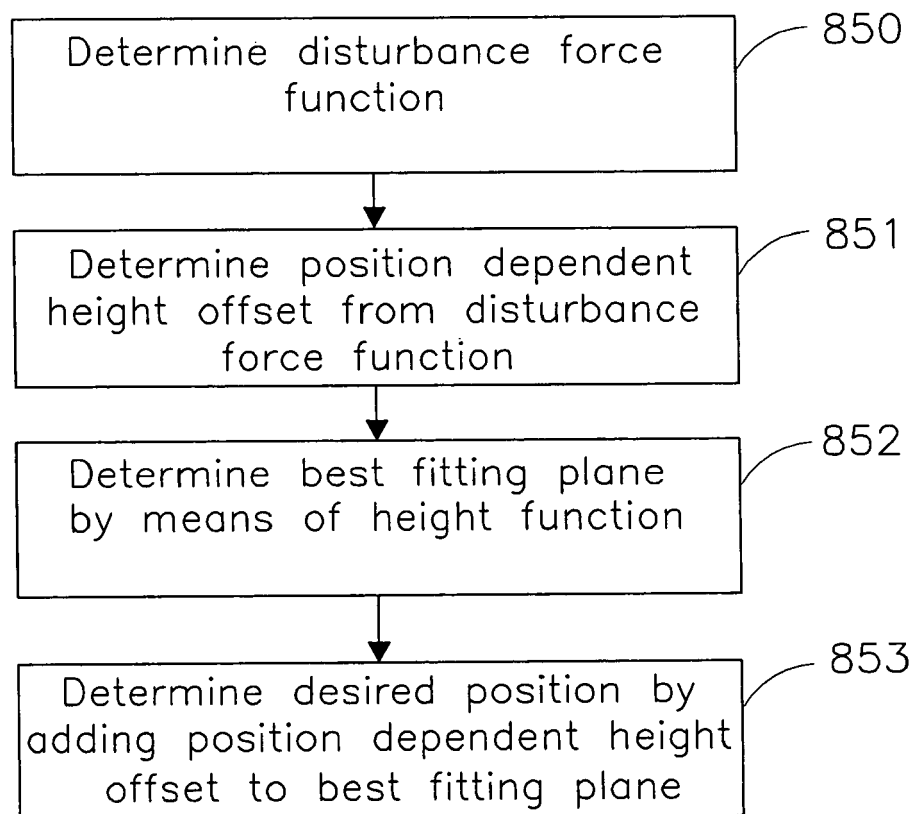 850
Determine disturbance force
function
851
Determine position dependent
height offset from disturbance
force function
852
Determine best fitting plane
by means of height function
853
Determine desired position by
adding position dependent height
offset to best fitting plane